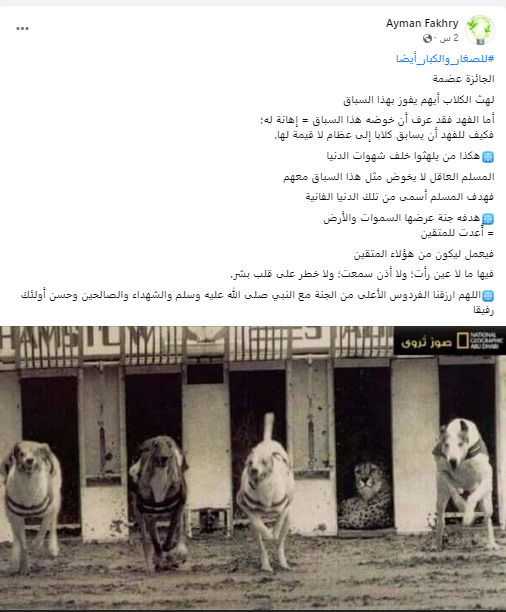 Ayman Fakhry
2 س
#للصغار_والكبار_أيضا
الجائزة عضمة
لهث الكلاب أيهم يفوز بهذا السباق
أما الفهد فقد عرف أن خوضه هذا السباق = إهانة له؛
فكيف للفهد أن يسابق كلابا إلى عظام لا قيمة لها.
هكذا من يلهثوا خلف شهوات الدنيا
المسلم العاقل لا يخوض مثل هذا السباق معهم
فهدف المسلم أسمى من تلك الدنيا الفانية
هدفه جنة عرضها السموات والأرض
= أُعدت للمتقين
فيعمل ليكون من هؤلاء المتقين
فيها ما لا عين رأت؛ ولا أذن سمعت؛ ولا خطر على قلب بشر.
اللهم ارزقنا الفردوس الأعلى من الجنة مع النبي صلى الله عليه وسلم والشهداء والصالحين وحسن أولئك
رفيقا
صور تُروى
NATIONAL
GEOGRAPHIC
ABU DHABI